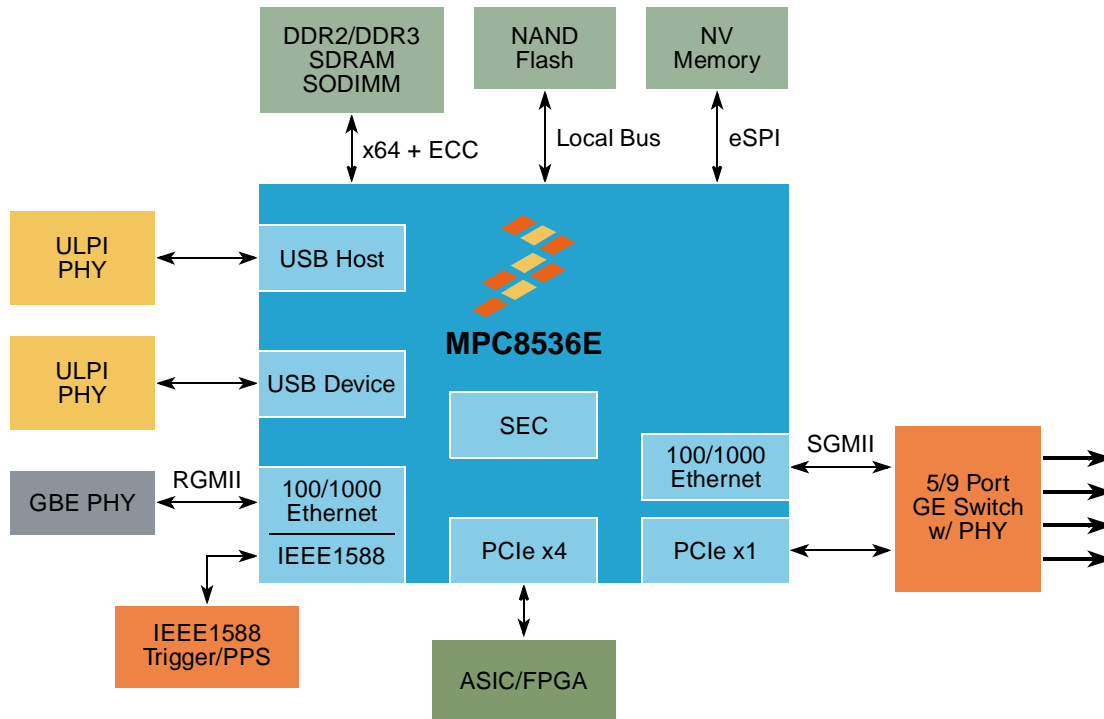 DDR2/DDR3
SDRAM
SODIMM
NAND
Flash
NV
Memory
x64 + ECC
Local Bus
eSPI
ULPI
PHY
USB Host
MPC8536E
ULPI
PHY
USB Device
SEC
GBE PHY
RGMII
100/1000
Ethernet
IEEE1588
100/1000
Ethernet
SGMII
5/9 Port
GE Switch
w/ PHY
PCIe x4
PCIe x1
IEEE1588
Trigger/PPS
ASIC/FPGA